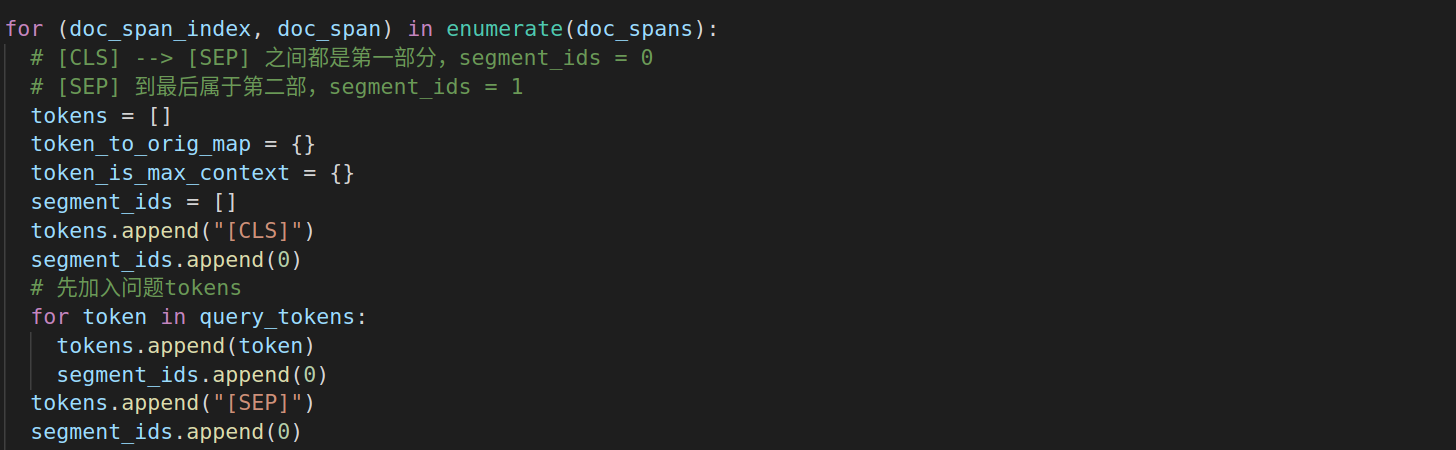 for (doc_span_index, doc_span) in enumerate(doc_spans):
  # [CLS] --> [SEP] 之间都是第一部分，segment_ids = 0
  # [SEP] 到最后属于第二部，segment_ids = 1
  tokens = []
  token_to_orig_map = {}
  token_is_max_context = {}
  segment_ids = []
  tokens.append("[CLS]")
  segment_ids.append(0)
  # 先加入问题tokens
  for token in query_tokens:
    tokens.append(token)
    segment_ids.append(0)
  tokens.append("[SEP]")
  segment_ids.append(0)